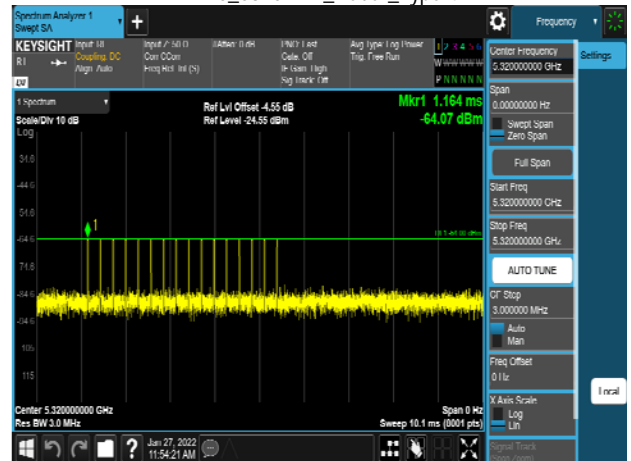 Spectrum Analyzer 1
Swept SA
+
Frequency
KEYSIGHT
Input: RF
Coupling: DC
Align: Auto
Input Z: 50 Ω
Corr CCorr
Freq Ref: Int (S)
#Atten: 0 dB
Gate: Off
IF Gain: High
Sig Track: Off
Avg Type: Log Power
Trig: Free Run
1 2 3 4 5 6
W W W W W W
P N N N N N
1 Spectrum
Scale/Div 10 dB
Log
Ref Lvl Offset -4.55 dB
Ref Level -24.55 dBm
Mkr1 1.164 ms
-64.07 dBm
1
Center 5.320000000 GHz
Res BW 3.0 MHz
Span 0 Hz
Sweep 10.1 ms
?
Jan 27, 2022
11:54:21 AM
Center Frequency
5.320000000 GHz
Settings
Span
0.00000000 Hz
Swept Span
Zero Span
Full Span
Start Freq
5.320000000 GHz
Stop Freq
5.320000000 GHz
AUTO TUNE
CF Step
3.000000 MHz
Auto
Man
Freq Offset
0 Hz
X Axis Scale
Log
Lin
Local
Signal Track
(Span Zoom)